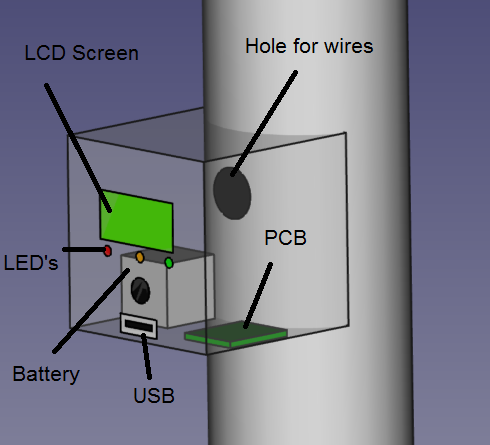 Hole for wires
LCD Screen
PCB
LED's
Battery
USB